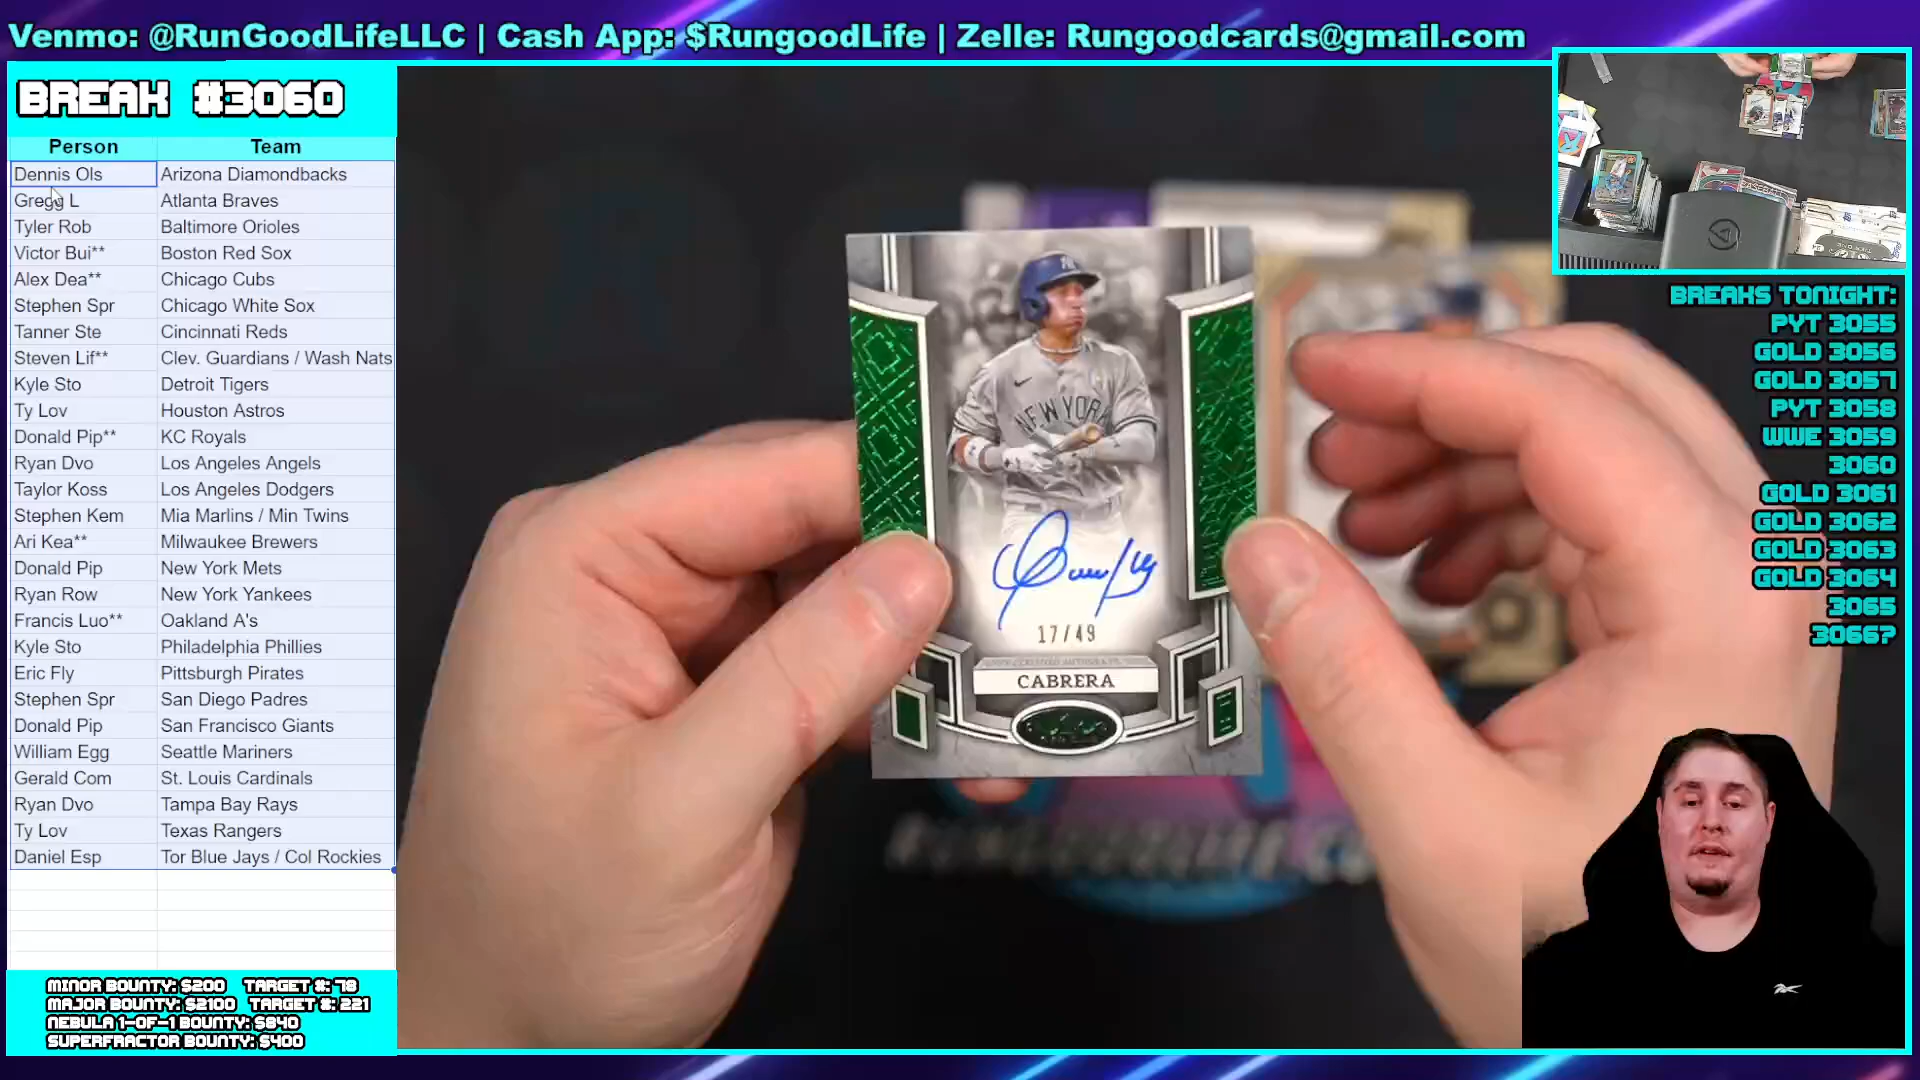 Venmo: @RunGoodLifeLLC | Cash App: $RungoodLife | Zelle: Rungoodcards@gmail.com
BREAK #3060
Person Team
Dennis Ols Arizona Diamondbacks
Gregg L Atlanta Braves
Tyler Rob Baltimore Orioles
Victor Bui** Boston Red Sox
Alex Dea** Chicago Cubs
Stephen Spr Chicago White Sox
Tanner Ste Cincinnati Reds
Steven Lif** Clev. Guardians / Wash Nats
Kyle Sto Detroit Tigers
Ty Lov Houston Astros
Donald Pip** KC Royals
Ryan Dvo Los Angeles Angels
Taylor Koss Los Angeles Dodgers
Stephen Kem Mia Marlins / Min Twins
Ari Kea** Milwaukee Brewers
Donald Pip New York Mets
Ryan Row New York Yankees
Francis Luo** Oakland A's
Kyle Sto Philadelphia Phillies
Eric Fly Pittsburgh Pirates
Stephen Spr San Diego Padres
Donald Pip San Francisco Giants
William Egg Seattle Mariners
Gerald Com St. Louis Cardinals
Ryan Dvo Tampa Bay Rays
Ty Lov Texas Rangers
Daniel Esp Tor Blue Jays / Col Rockies
MINOR BOUNTY: $200 TARGET #: 78
MAJOR BOUNTY: $2100 TARGET #: 221
NEBULA 1-OF-1 BOUNTY: $840
SUPERFRACTOR BOUNTY: $400
NEW YORK
17/49
CABRERA
BREAKS TONIGHT:
PYT 3055
GOLD 3056
GOLD 3057
PYT 3058
WWE 3059
3060
GOLD 3061
GOLD 3062
GOLD 3063
GOLD 3064
3065
3066?